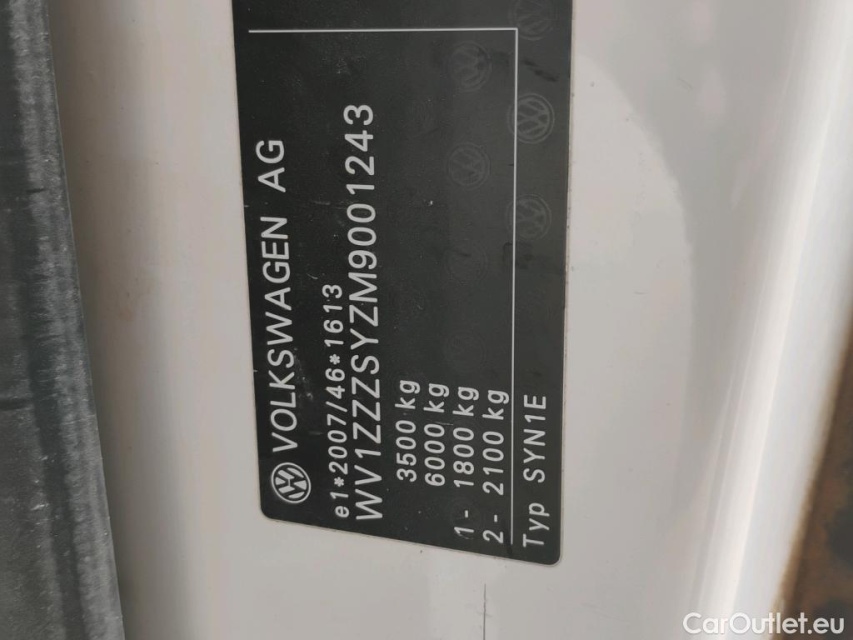 VOLKSWAGEN AG
e1*2007/46*1613
WV1ZZZSYZM9001243
3500 kg
6000 kg
1- 1800 kg
2- 2100 kg
Typ SYN1E
CarOutlet.eu